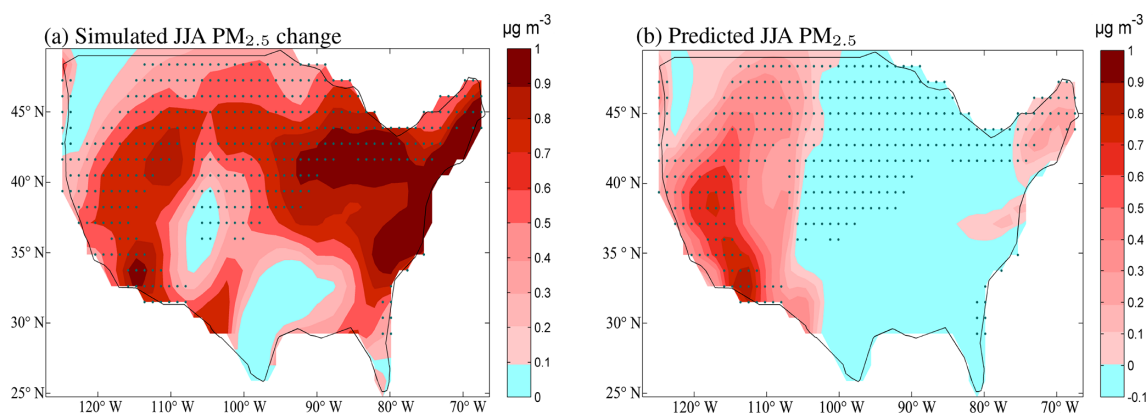 (a) Simulated JJA PM2.5 change
µg m-3
1
0.9
0.8
0.7
0.6
0.5
0.4
0.3
0.2
0.1
0
45° N
40° N
35° N
30° N
25° N
120° W 110° W 100° W 90° W 80° W 70° W
(b) Predicted JJA PM2.5
µg m-3
1
0.9
0.8
0.7
0.6
0.5
0.4
0.3
0.2
0.1
0
-0.1
45° N
40° N
35° N
30° N
25° N
120° W 110° W 100° W 90° W 80° W 70° W